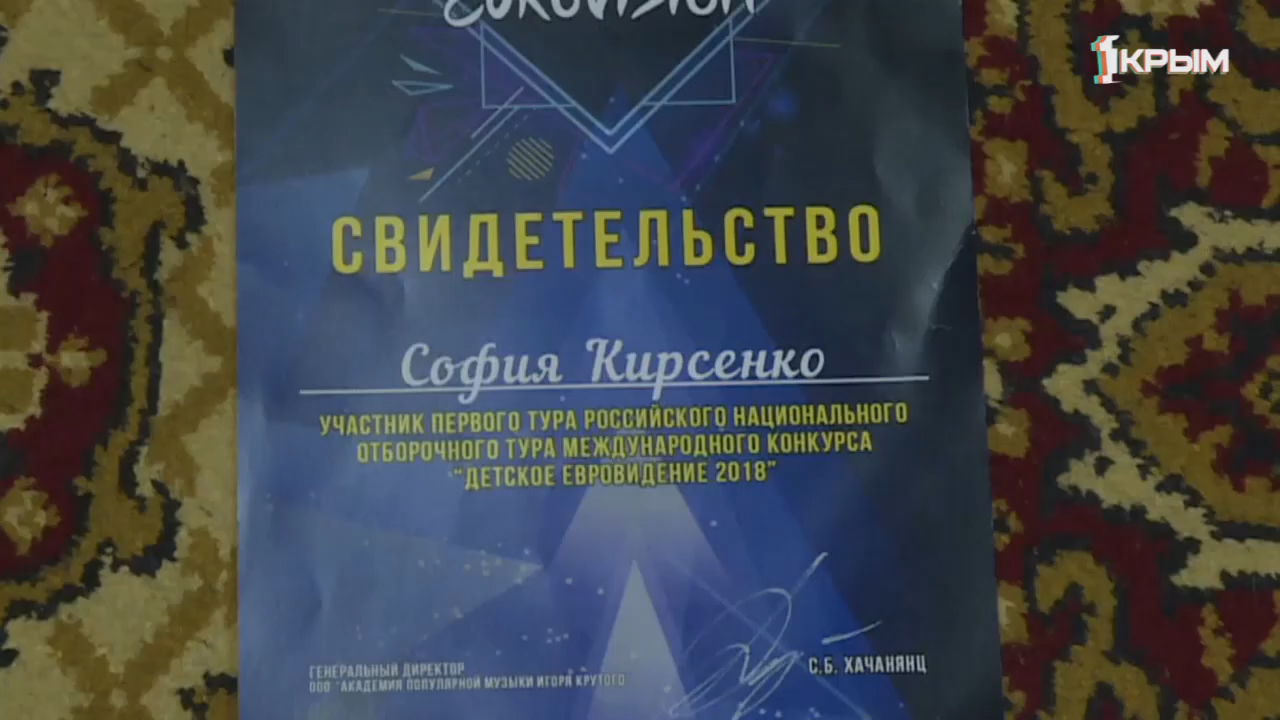 EUROVISION
1КРЫМ
СВИДЕТЕЛЬСТВО
София Кирсенко
УЧАСТНИК ПЕРВОГО ТУРА РОССИЙСКОГО НАЦИОНАЛЬНОГО
ОТБОРОЧНОГО ТУРА МЕЖДУНАРОДНОГО КОНКУРСА
"ДЕТСКОЕ ЕВРОВИДЕНИЕ 2018"
ГЕНЕРАЛЬНЫЙ ДИРЕКТОР
ООО "АКАДЕМИЯ ПОПУЛЯРНОЙ МУЗЫКИ ИГОРЯ КРУТОГО"
С.Б. ХАЧАНЯНЦ